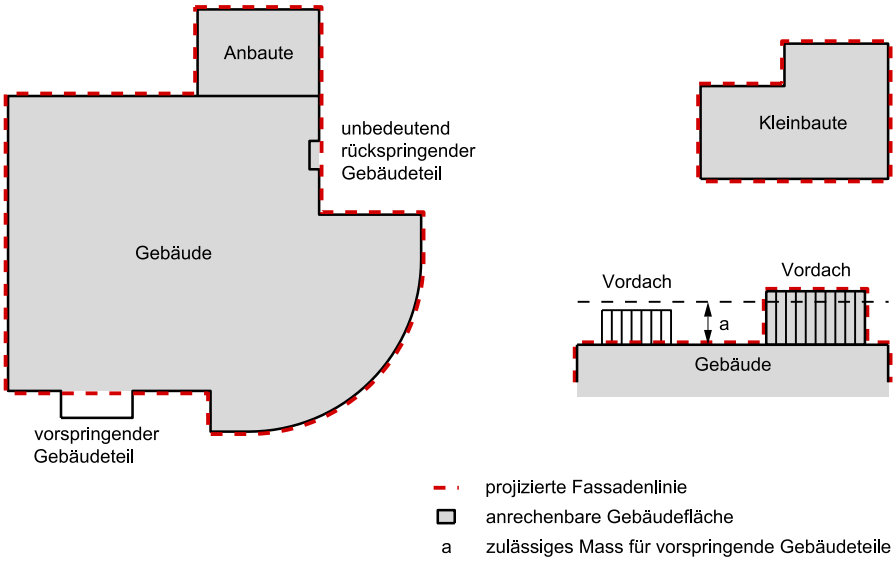 Anbaute
unbedeutend
rückspringender
Gebäudeteil
Gebäude
vorspringender
Gebäudeteil
Kleinbaute
Vordach
Vordach
a
Gebäude
projizierte Fassadenlinie
anrechenbare Gebäudefläche
a zulässiges Mass für vorspringende Gebäudeteile